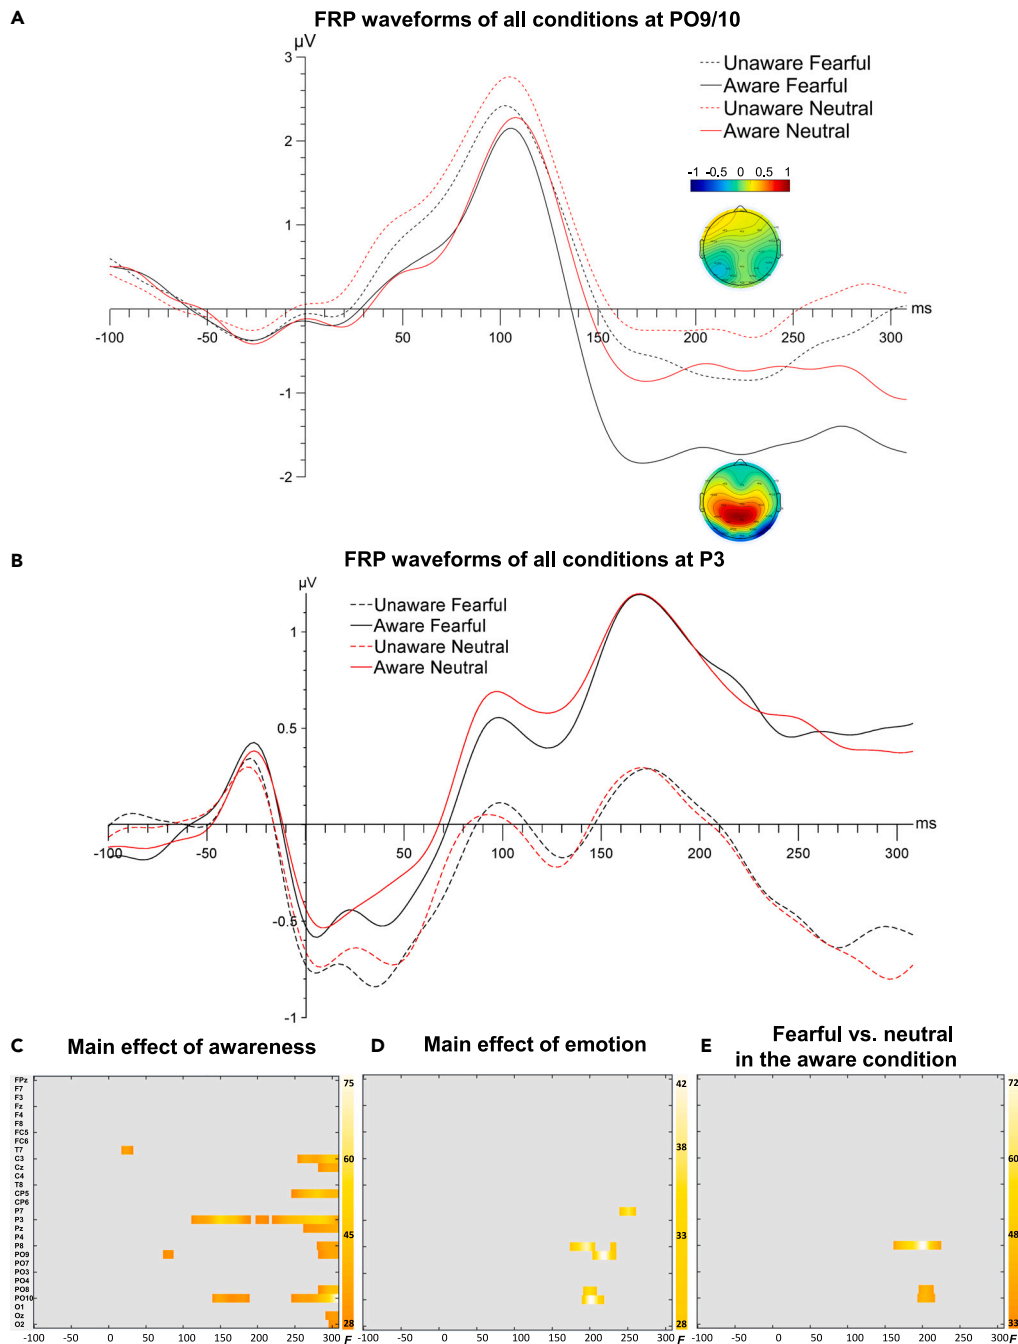 A
FRP waveforms of all conditions at PO9/10
µV
3
2
1
-1
-2
-100
-50
50
100
150
200
250
300
ms
Unaware Fearful
Aware Fearful
Unaware Neutral
Aware Neutral
-1 -0.5 0 0.5 1
B
FRP waveforms of all conditions at P3
µV
1
0.5
-0.5
-1
-100
-50
50
100
150
200
250
300
ms
Unaware Fearful
Aware Fearful
Unaware Neutral
Aware Neutral
C
Main effect of awareness
FPz
F7
F3
Fz
F4
F8
FC5
FC6
T7
C3
Cz
C4
T8
CP5
CP6
P7
P3
Pz
P4
P8
PO9
PO7
PO3
PO4
PO8
PO10
O1
Oz
O2
-100 -50 0 50 100 150 200 250 300
75
60
45
28
F
D
Main effect of emotion
-100 -50 0 50 100 150 200 250 300
42
38
33
28
F
E
Fearful vs. neutral
in the aware condition
-100 -50 0 50 100 150 200 250 300
72
60
48
33
F